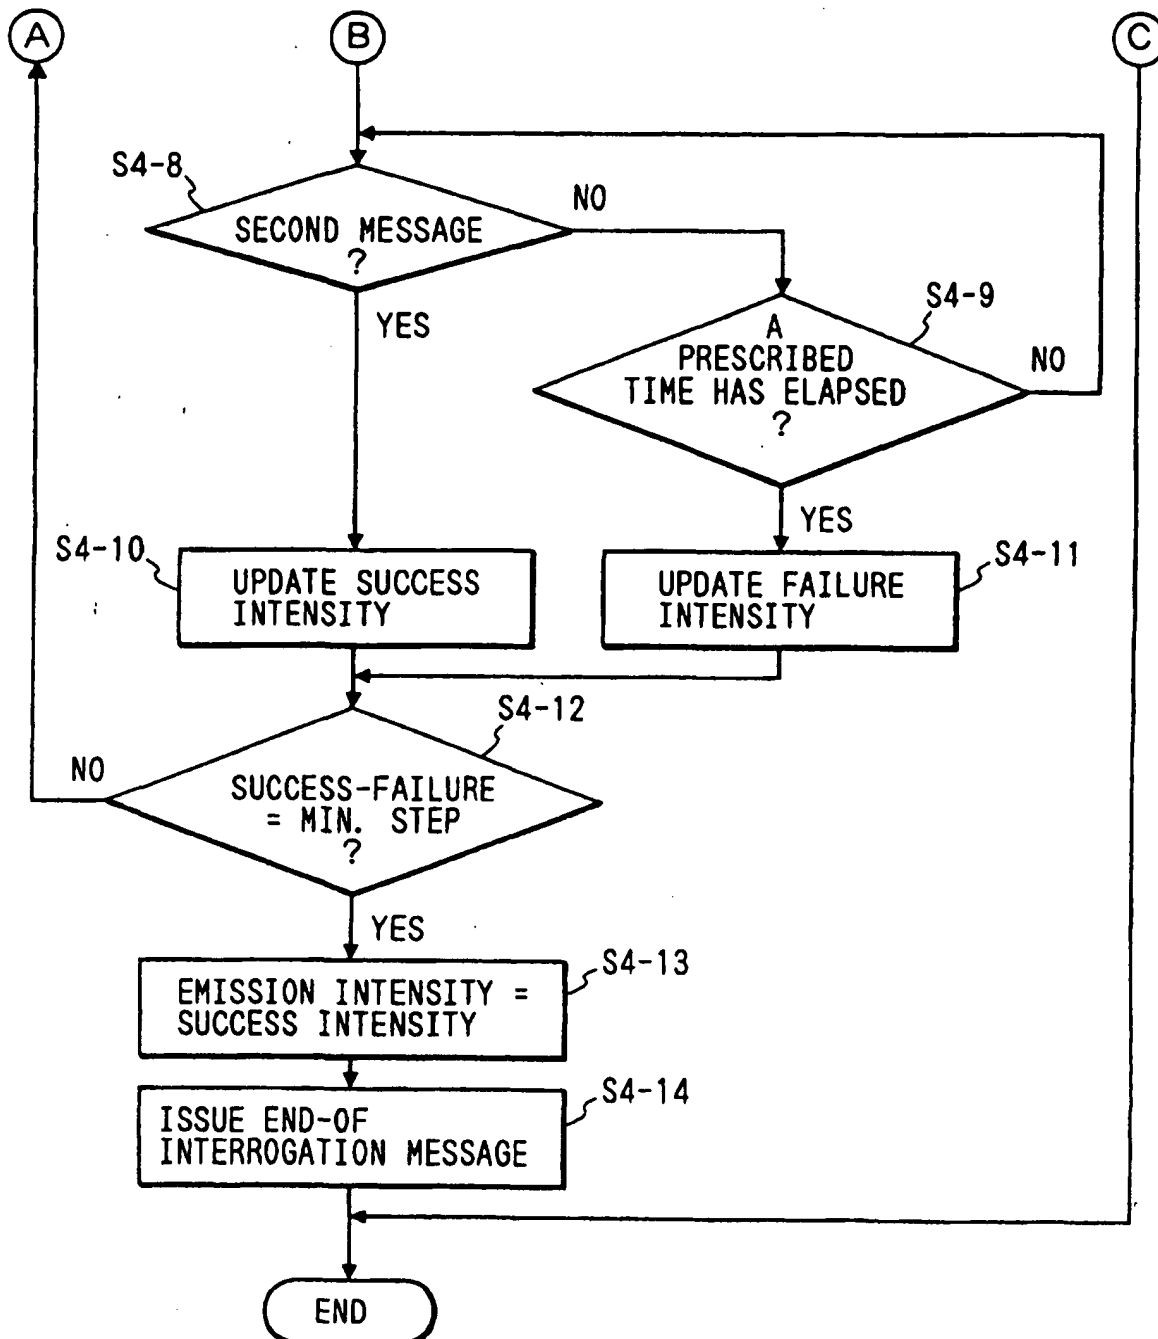 A
B
C
S4-8
NO
SECOND MESSAGE
?
YES
S4-9
A
PRESCRIBED
TIME HAS ELAPSED
?
NO
YES
S4-10
UPDATE SUCCESS
INTENSITY
S4-11
UPDATE FAILURE
INTENSITY
S4-12
NO
SUCCESS-FAILURE
= MIN. STEP
?
YES
S4-13
EMISSION INTENSITY =
SUCCESS INTENSITY
S4-14
ISSUE END-OF
INTERROGATION MESSAGE
END